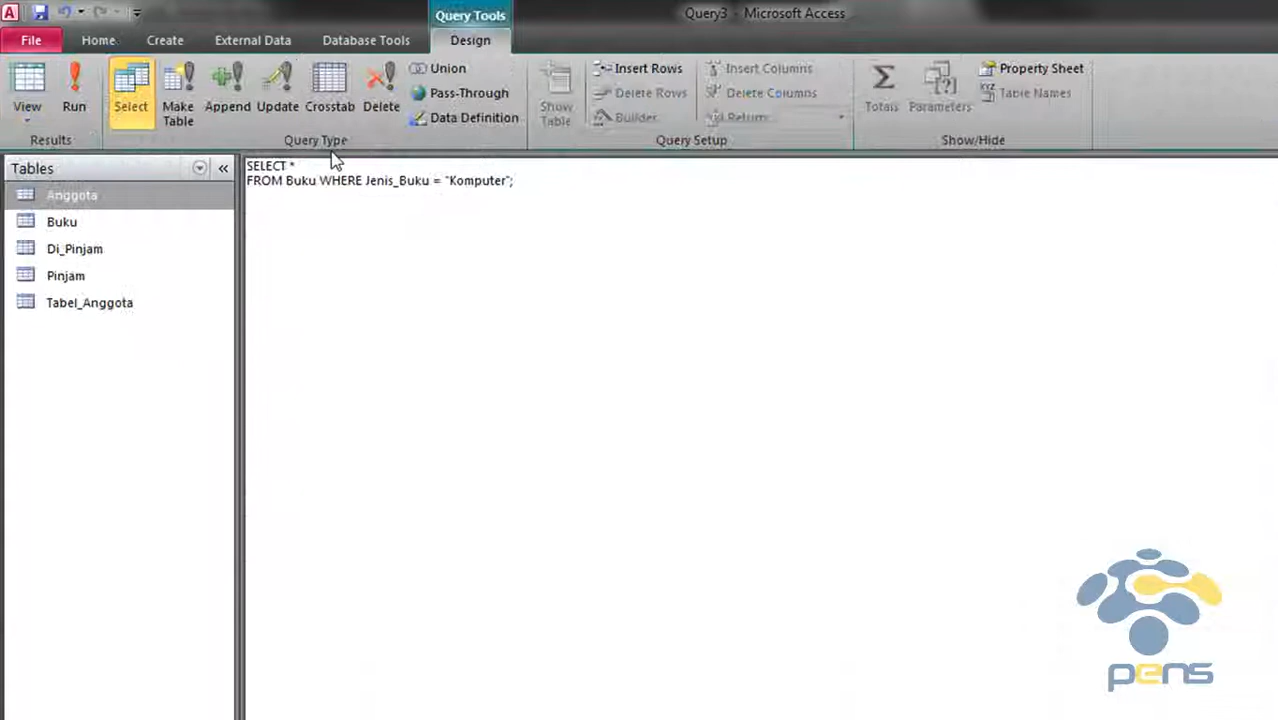 Query Tools
Query3 - Microsoft Access
File
Home
Create
External Data
Database Tools
Design
View
Run
Select
Make
Table
Append
Update
Crosstab
Delete
Union
Pass-Through
Data Definition
Show
Table
Insert Rows
Delete Rows
Builder
Insert Columns
Delete Columns
Return:
Totals
Parameters
Property Sheet
Table Names
Results
Query Type
Query Setup
Show/Hide
Tables
Anggota
Buku
Di_Pinjam
Pinjam
Tabel_Anggota
SELECT *
FROM Buku WHERE Jenis_Buku = "Komputer";
pens